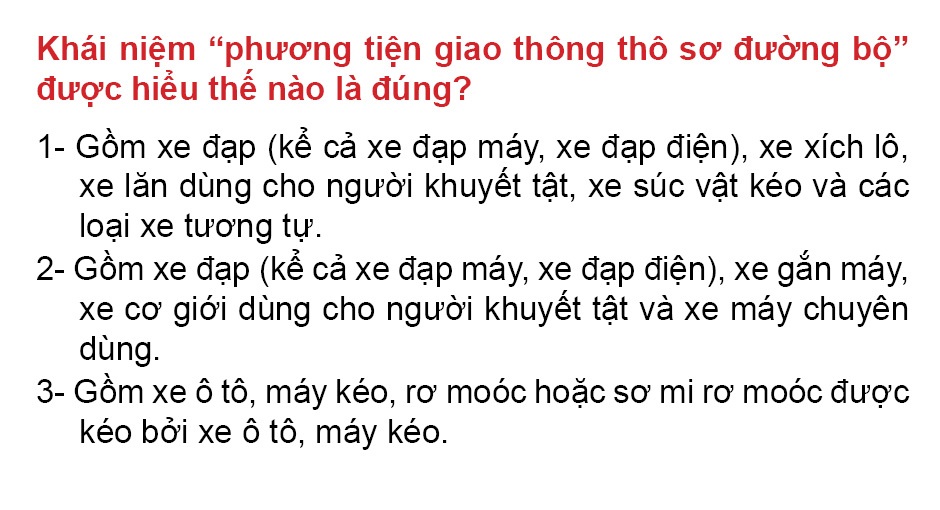 Khái niệm “phương tiện giao thông thô sơ đường bộ”
được hiểu thế nào là đúng?
1- Gồm xe đạp (kể cả xe đạp máy, xe đạp điện), xe xích lô,
xe lăn dùng cho người khuyết tật, xe súc vật kéo và các
loại xe tương tự.
2- Gồm xe đạp (kể cả xe đạp máy, xe đạp điện), xe gắn máy,
xe cơ giới dùng cho người khuyết tật và xe máy chuyên
dùng.
3- Gồm xe ô tô, máy kéo, rơ moóc hoặc sơ mi rơ moóc được
kéo bởi xe ô tô, máy kéo.